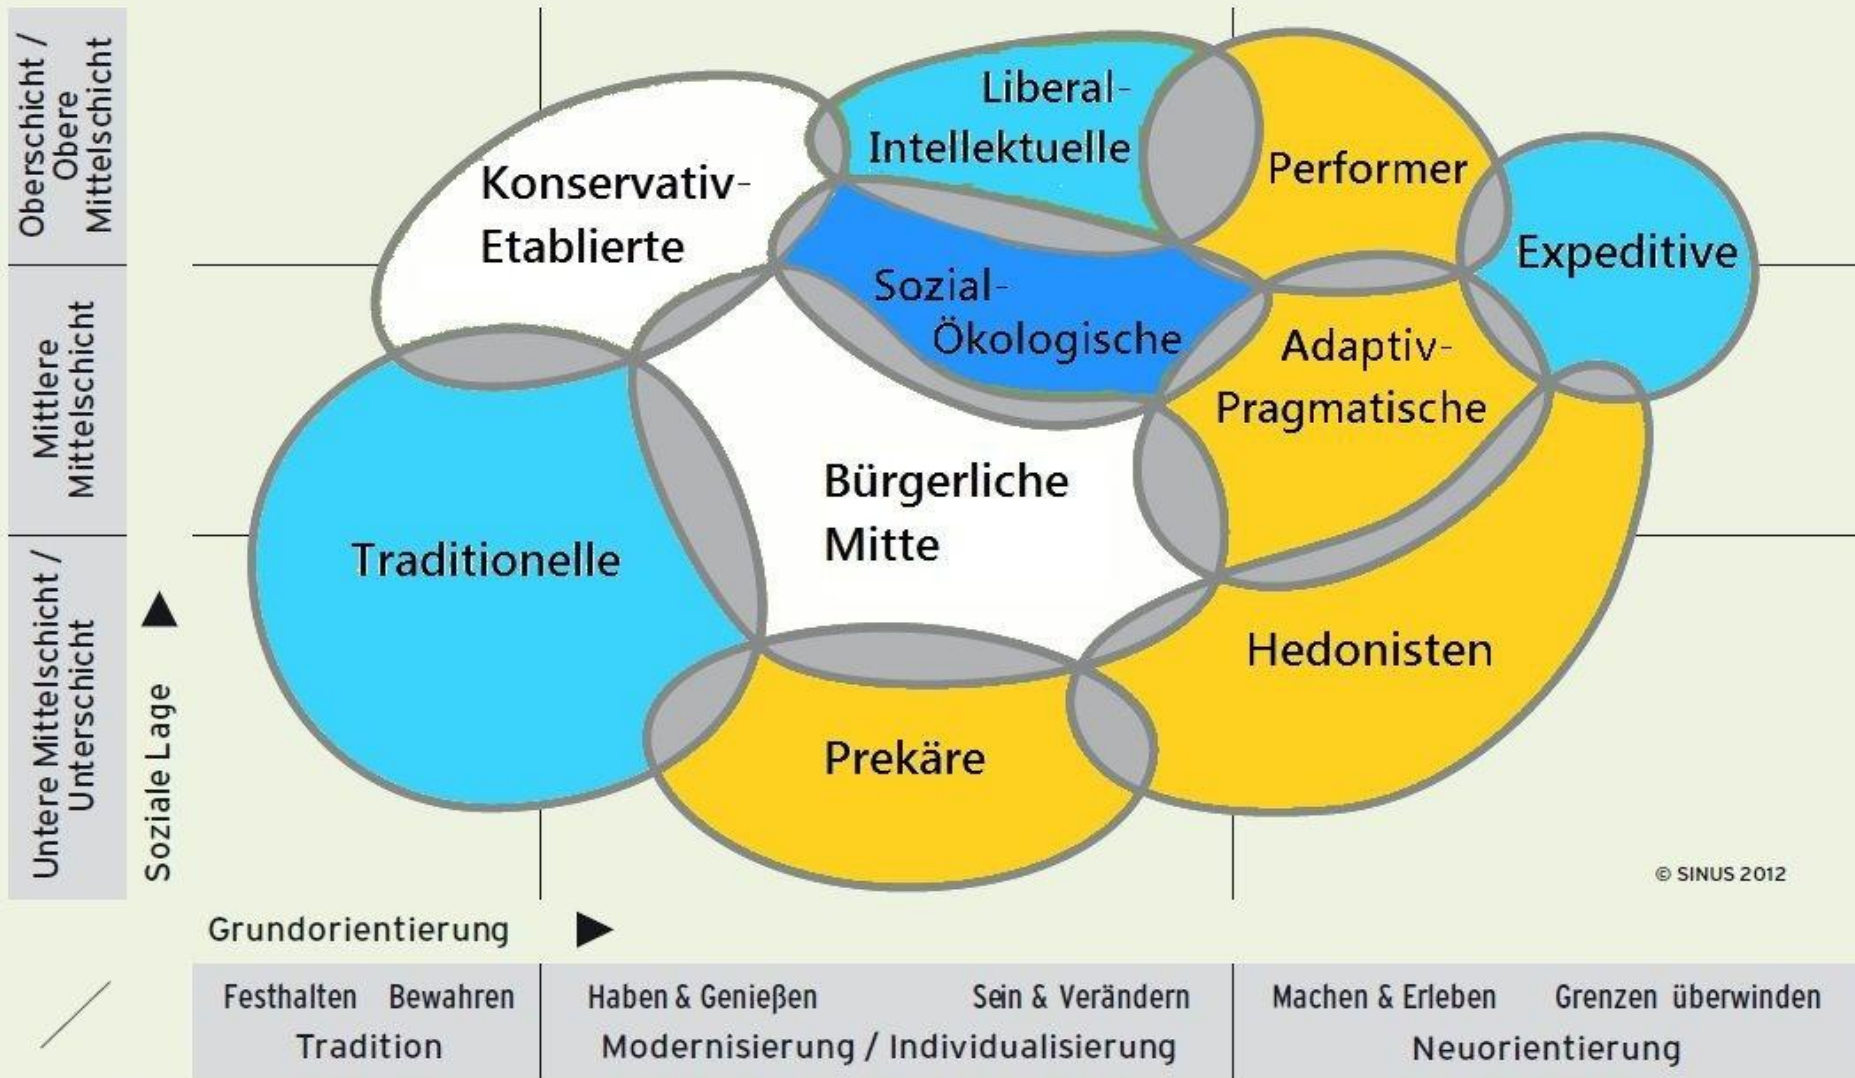 Oberschicht /
Obere
Mittelschicht
Mittlere
Mittelschicht
Untere Mittelschicht /
Unterschicht
Soziale Lage
Konservativ-
Etablierte
Liberal-
Intellektuelle
Performer
Expeditive
Sozial-
Ökologische
Adaptiv-
Pragmatische
Bürgerliche
Mitte
Traditionelle
Hedonisten
Prekäre
© SINUS 2012
Grundorientierung
Festhalten Bewahren
Tradition
Haben & Genießen Sein & Verändern
Modernisierung / Individualisierung
Machen & Erleben Grenzen überwinden
Neuorientierung